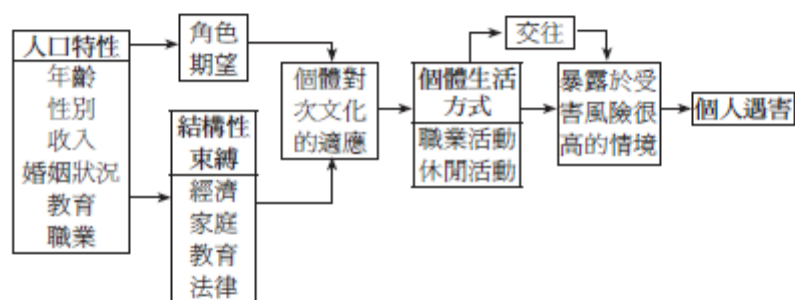 人口特性
年齡
性別
收入
婚姻狀況
教育
職業
角色
期望
結構性
束縛
經濟
家庭
教育
法律
個體對
次文化
的適應
個體生活
方式
職業活動
休閒活動
交往
暴露於受
害風險很
高的情境
個人遇害